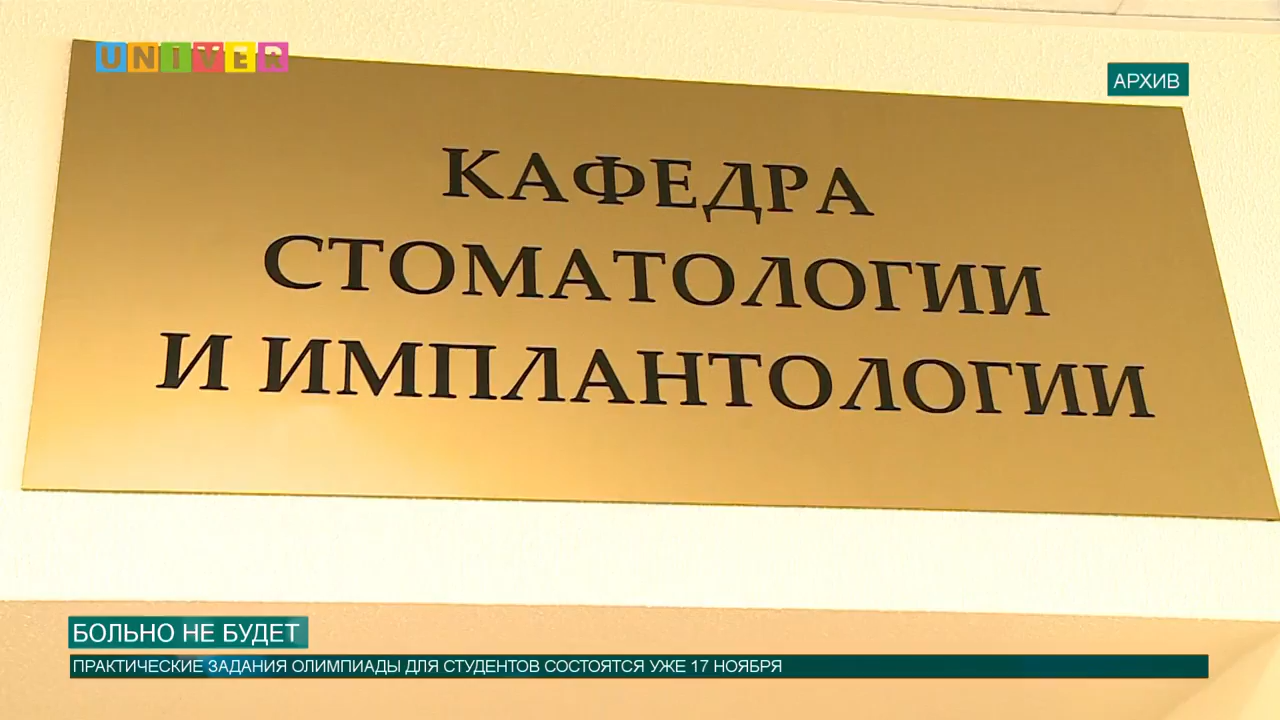 UNIVER
АРХИВ
КАФЕДРА
СТОМАТОЛОГИИ
И ИМПЛАНТОЛОГИИ
БОЛЬНО НЕ БУДЕТ
ПРАКТИЧЕСКИЕ ЗАДАНИЯ ОЛИМПИАДЫ ДЛЯ СТУДЕНТОВ СОСТОЯТСЯ УЖЕ 17 НОЯБРЯ